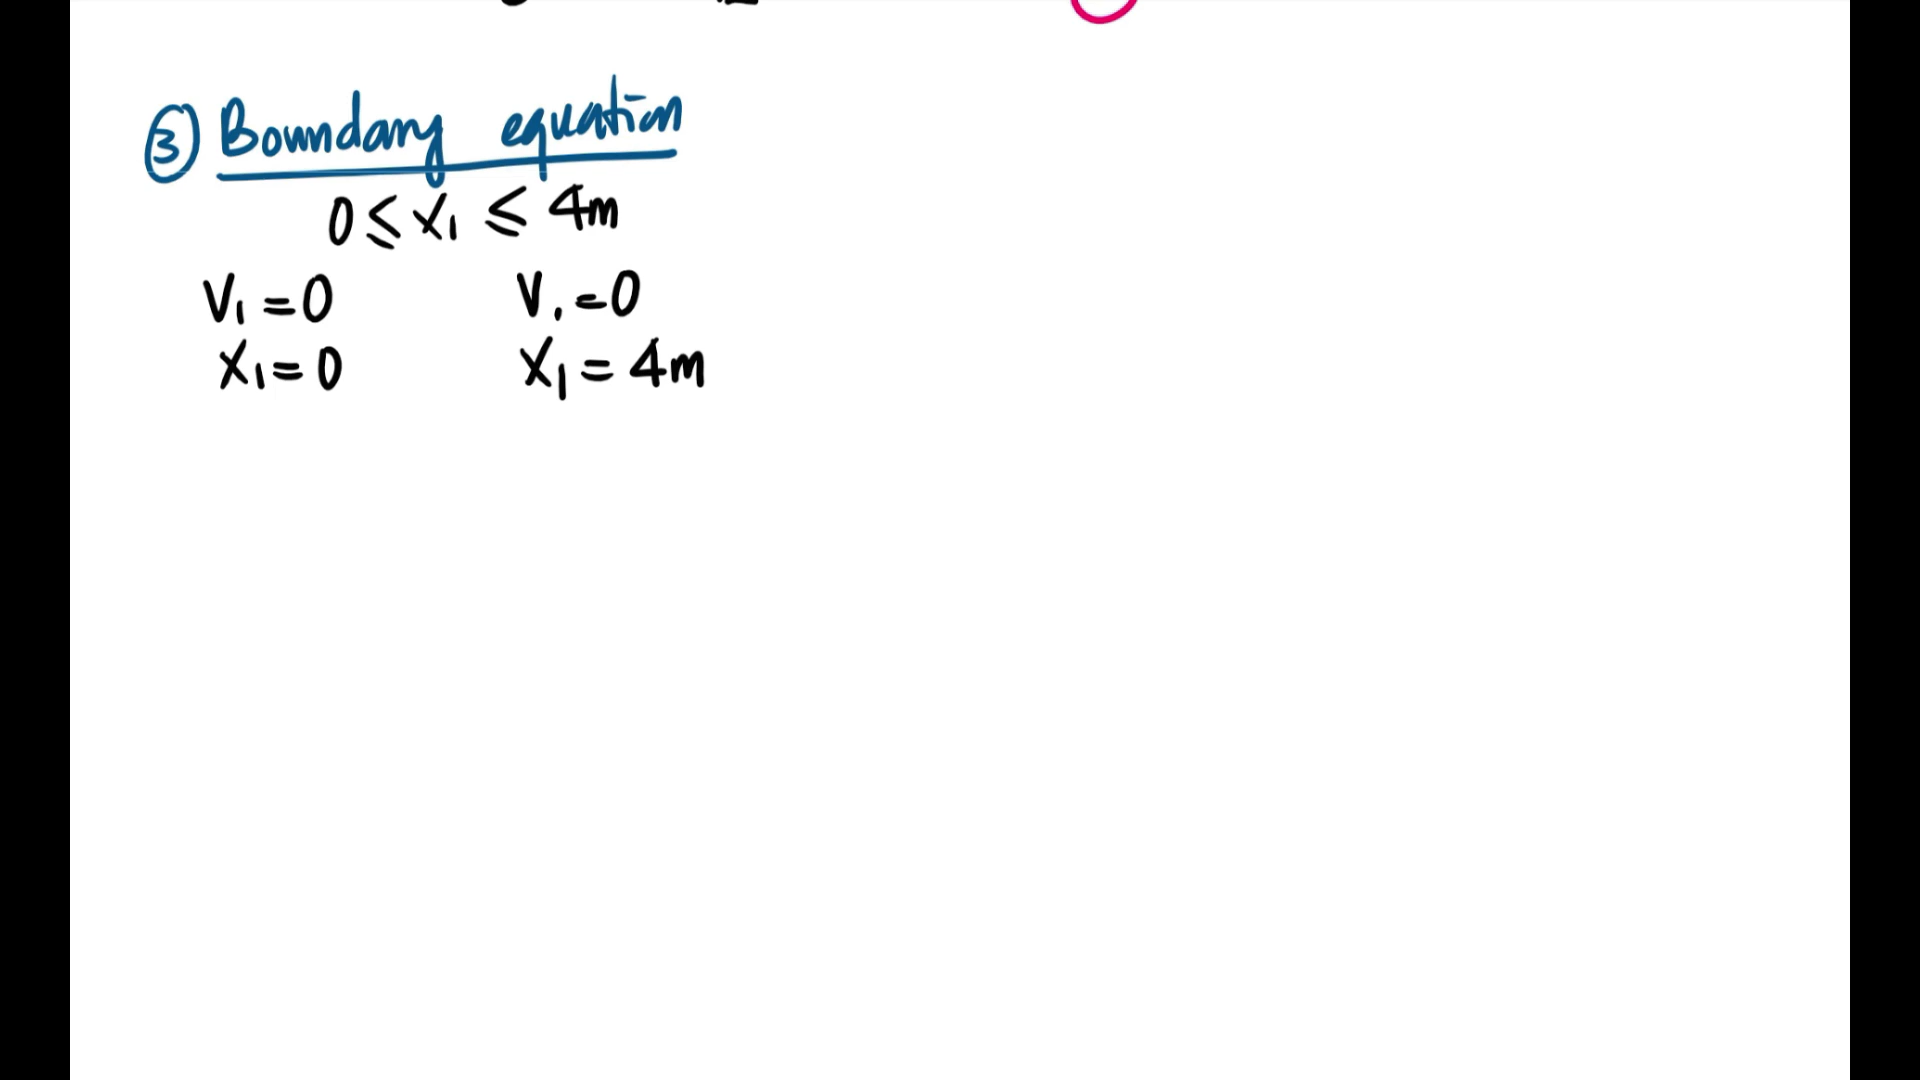 ③ Boundary equation
0 ≤ x₁ ≤ 4m
V₁ = 0 V₁ = 0
X₁ = 0 X₁ = 4m